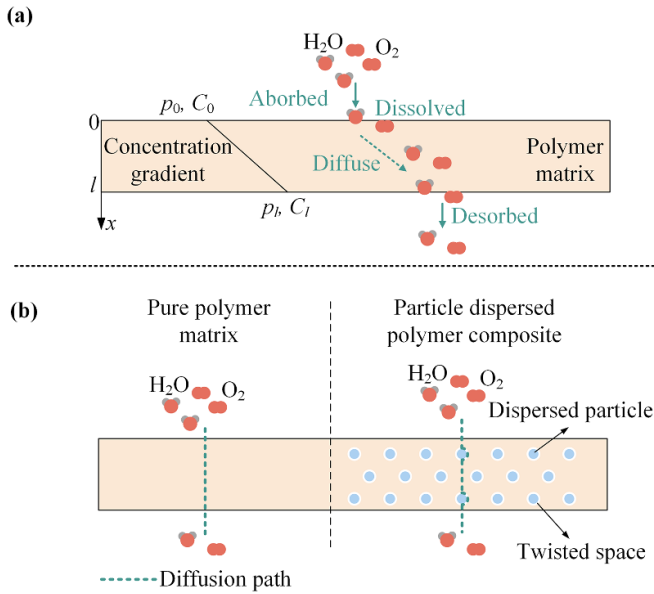 (a)
H₂O
O₂
p₀, C₀
Aborbed
Dissolved
0
Concentration
gradient
Diffuse
Polymer
matrix
l
pₗ, Cₗ
Desorbed
x
(b)
Pure polymer
matrix
Particle dispersed
polymer composite
H₂O
O₂
H₂O
O₂
Dispersed particle
Twisted space
Diffusion path